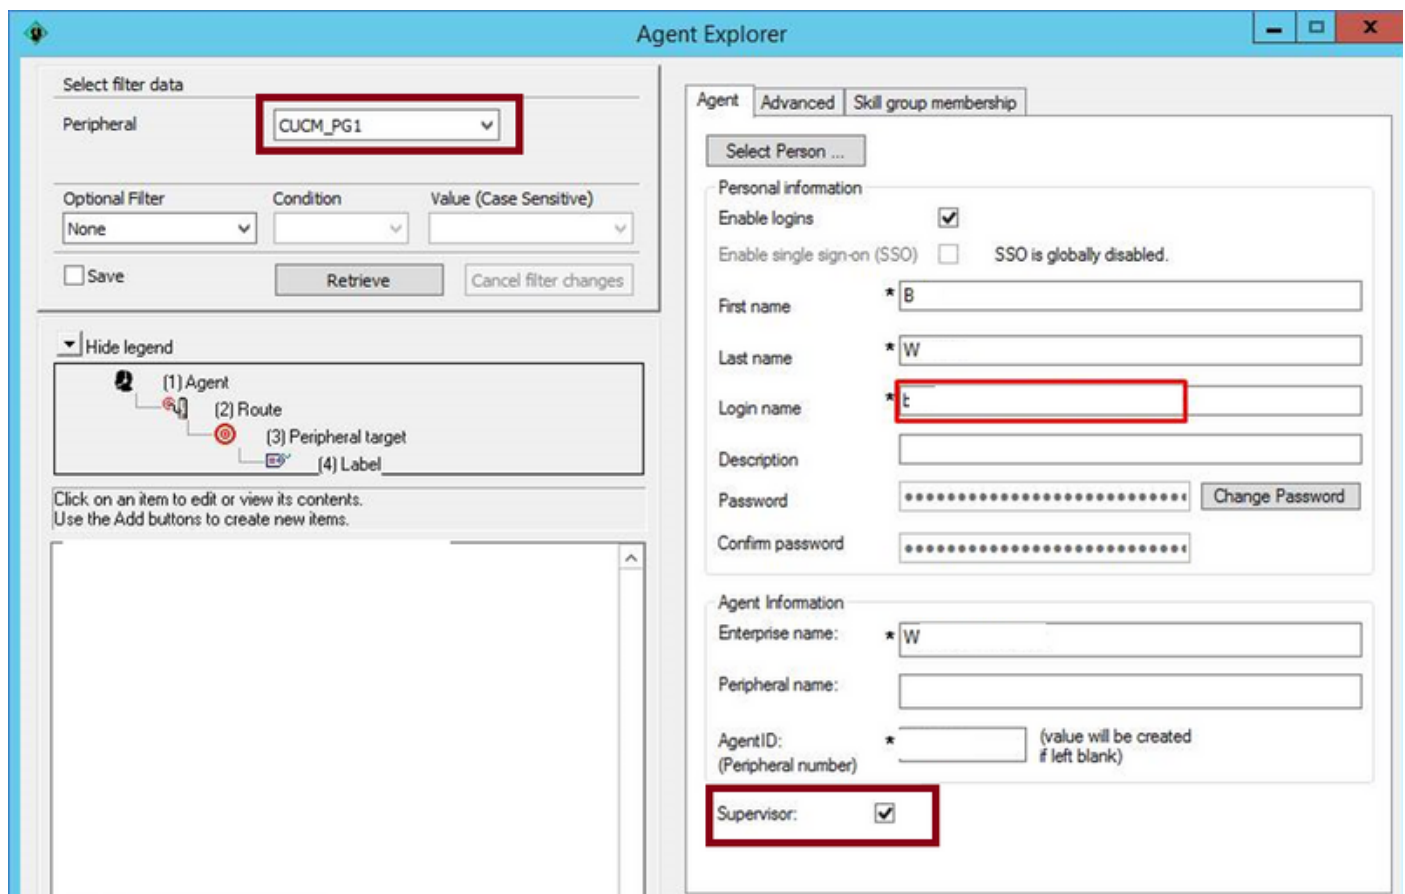 Agent Explorer
Select filter data
Peripheral
CUCM_PG1
Optional Filter
Condition
Value (Case Sensitive)
None
Save
Retrieve
Cancel filter changes
Hide legend
(1) Agent
(2) Route
(3) Peripheral target
(4) Label
Click on an item to edit or view its contents.
Use the Add buttons to create new items.
Agent
Advanced
Skill group membership
Select Person ...
Personal information
Enable logins
Enable single sign-on (SSO)
SSO is globally disabled.
First name
* B
Last name
* W
Login name
*
Description
Password
Change Password
Confirm password
Agent Information
Enterprise name:
* W
Peripheral name:
AgentID:
(Peripheral number)
*
(value will be created
if left blank)
Supervisor: